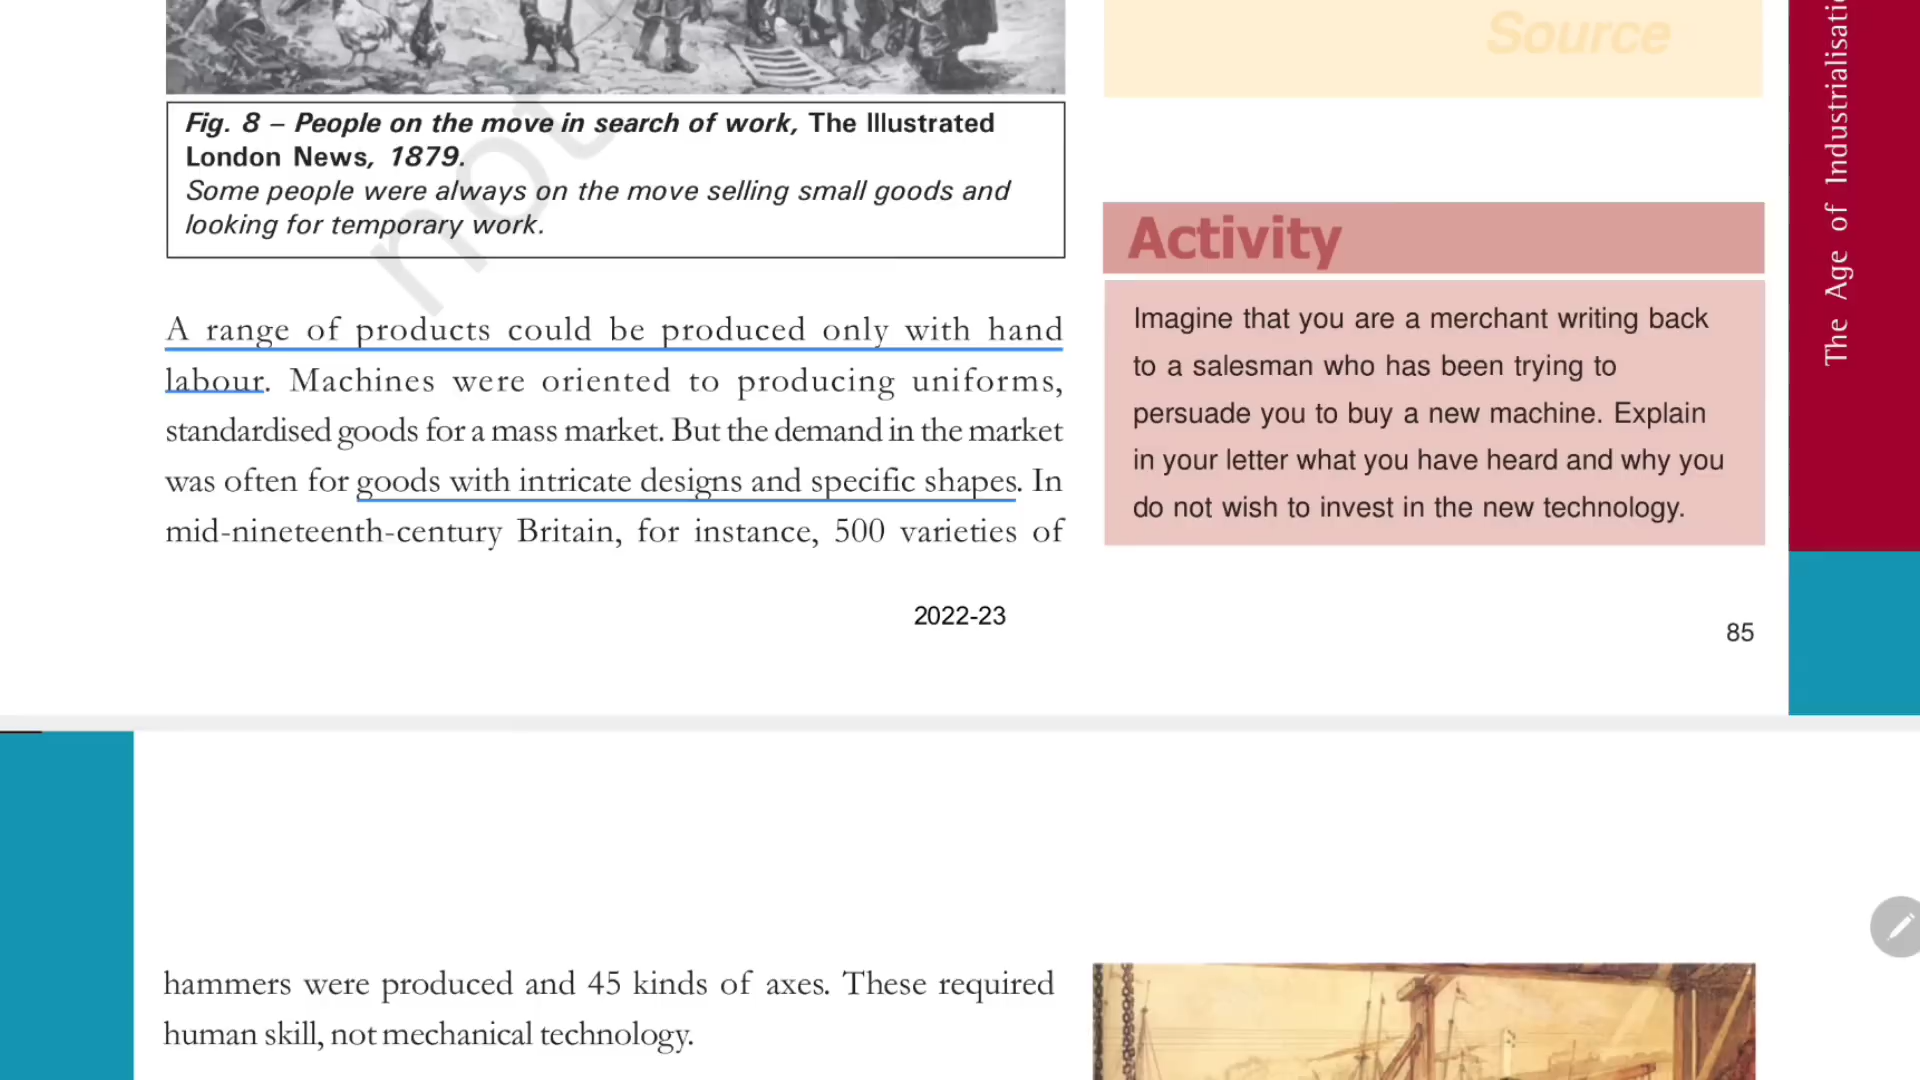 Source
The Age of Industrialisati
Fig. 8 – People on the move in search of work, The Illustrated
London News, 1879.
Some people were always on the move selling small goods and
looking for temporary work.
not
A range of products could be produced only with hand
labour. Machines were oriented to producing uniforms,
standardised goods for a mass market. But the demand in the market
was often for goods with intricate designs and specific shapes. In
mid-nineteenth-century Britain, for instance, 500 varieties of
Activity
Imagine that you are a merchant writing back
to a salesman who has been trying to
persuade you to buy a new machine. Explain
in your letter what you have heard and why you
do not wish to invest in the new technology.
2022-23
85
hammers were produced and 45 kinds of axes. These required
human skill, not mechanical technology.